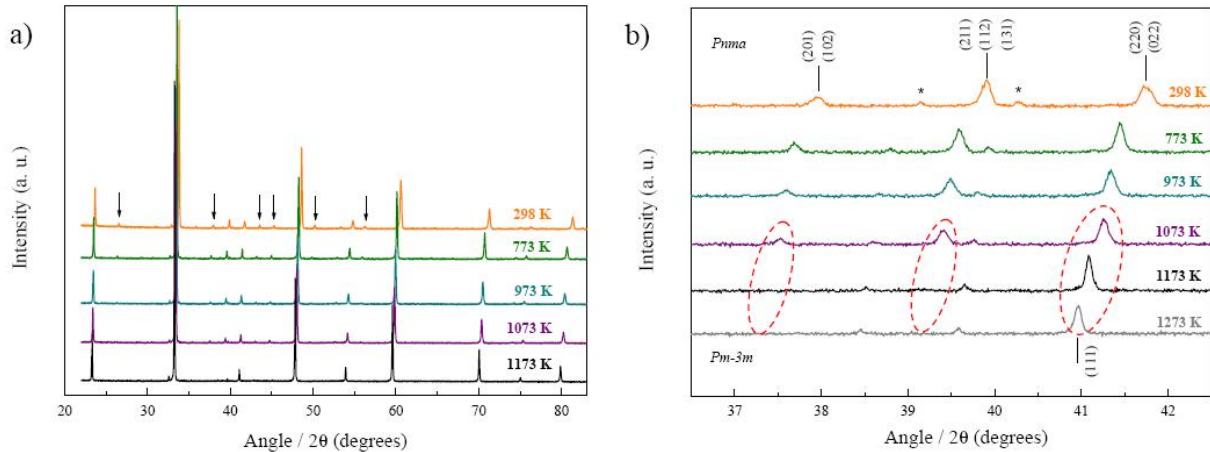 a)
Intensity (a. u.)
298 K
773 K
973 K
1073 K
1173 K
20 30 40 50 60 70 80
Angle / 2θ (degrees)
b)
Intensity (a. u.)
Pnma
(201)
(102)
(211)
(112)
(131)
(220)
(022)
* *
298 K
773 K
973 K
1073 K
1173 K
1273 K
Pm-3m
(111)
37 38 39 40 41 42
Angle / 2θ (degrees)